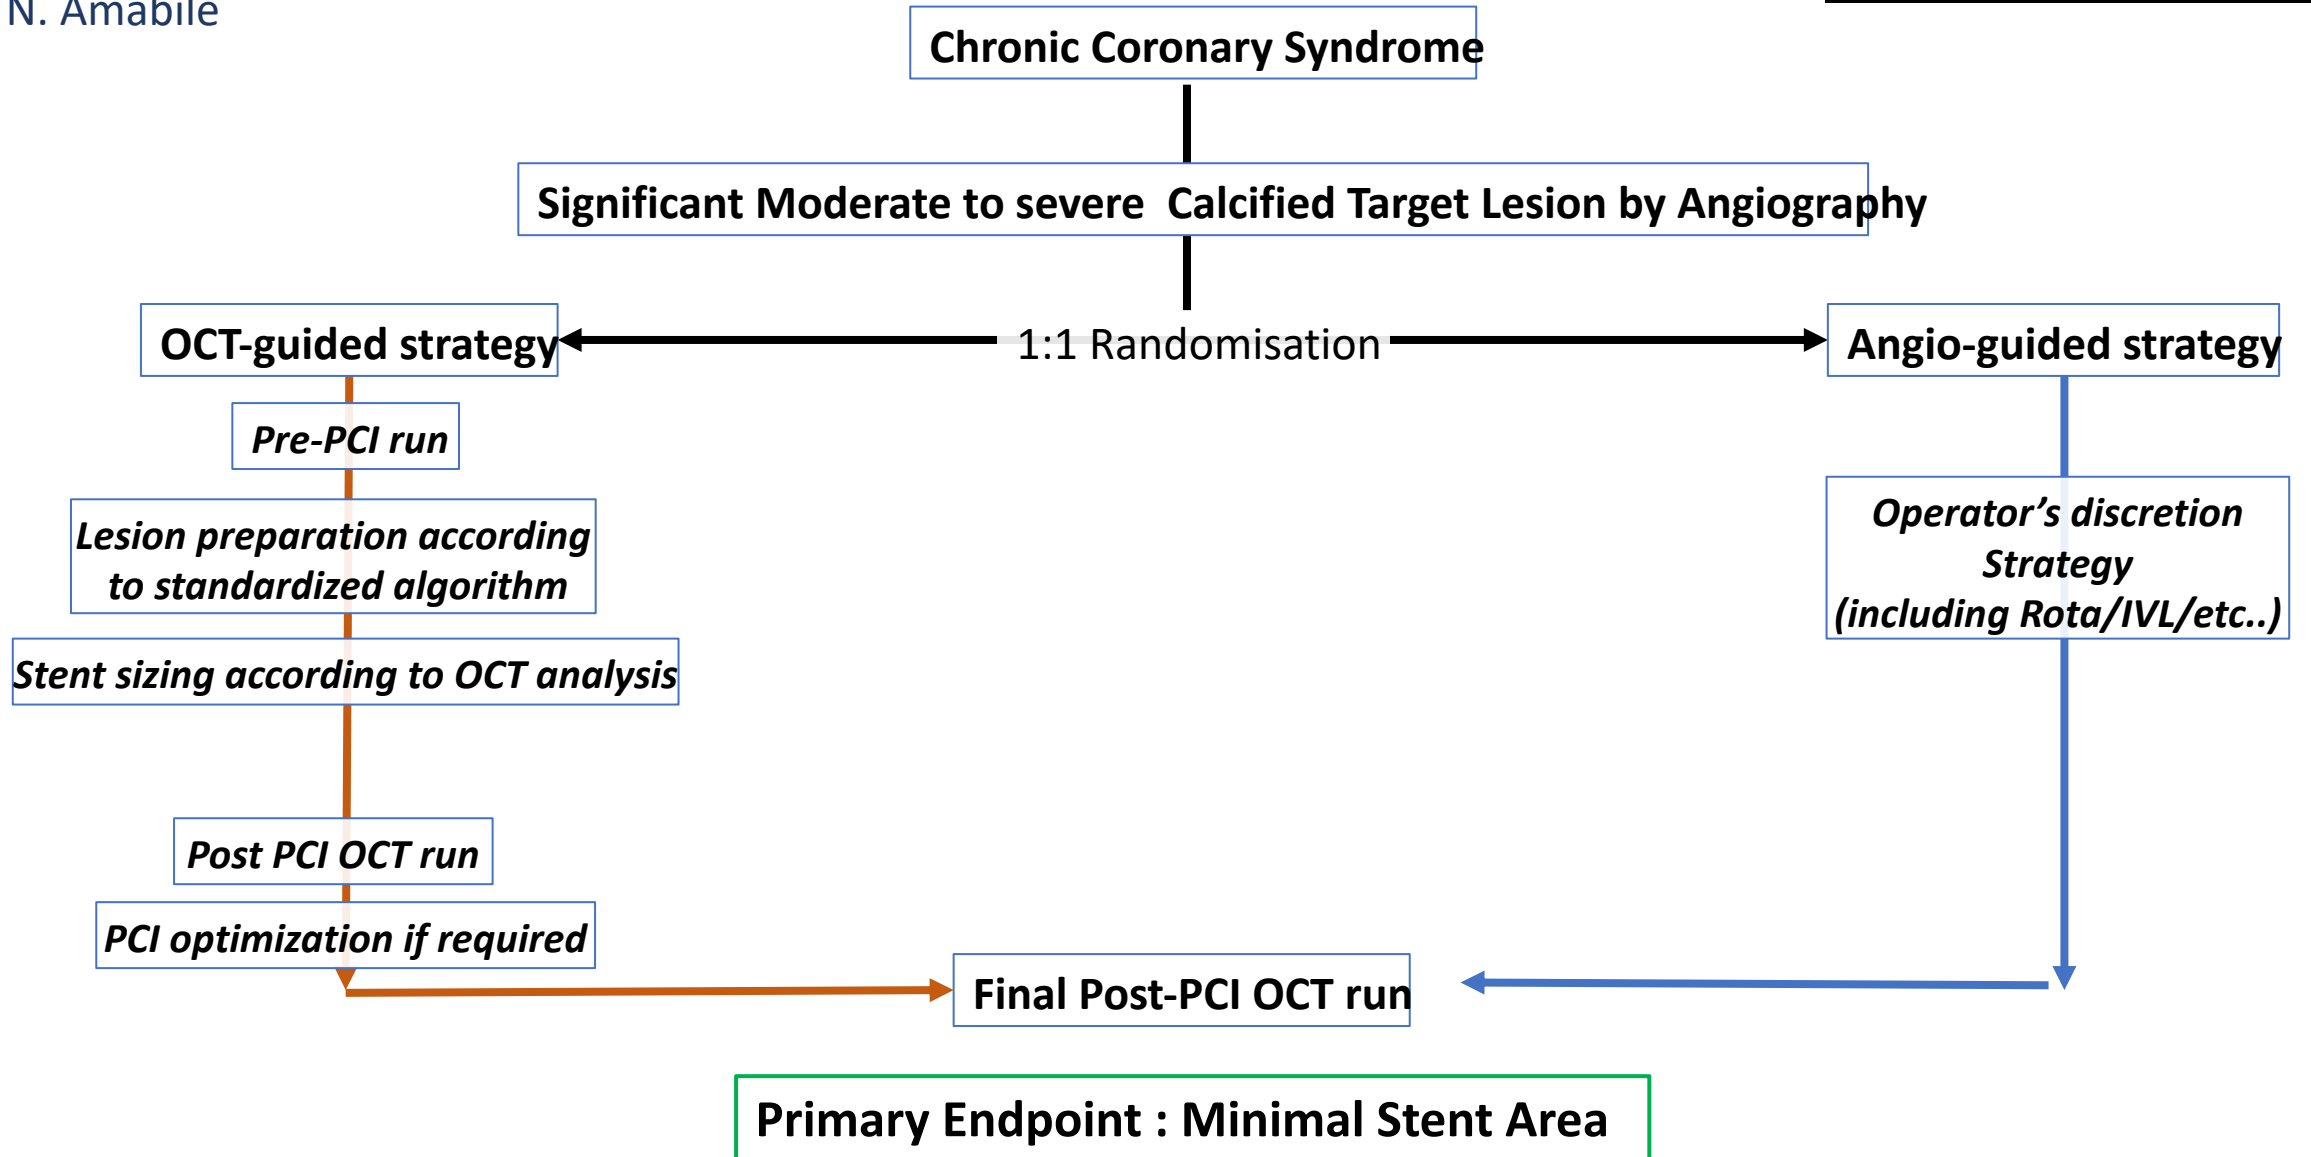 N. Amabile
Chronic Coronary Syndrome
Significant Moderate to severe Calcified Target Lesion by Angiography
OCT-guided strategy
1:1 Randomisation
Angio-guided strategy
Pre-PCI run
Lesion preparation according
to standardized algorithm
Stent sizing according to OCT analysis
Operator’s discretion
Strategy
(including Rota/IVL/etc..)
Post PCI OCT run
PCI optimization if required
Final Post-PCI OCT run
Primary Endpoint : Minimal Stent Area